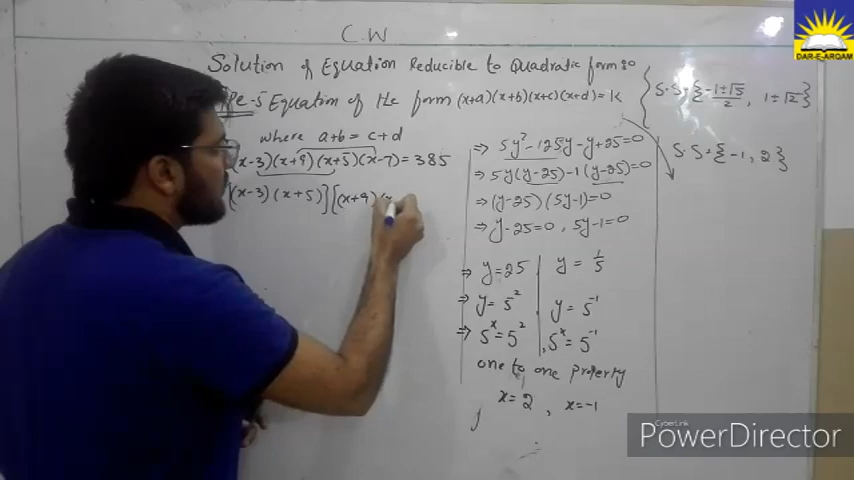 C.W
Solution of Equation Reducible to Quadratic form so
Type-5 Equation of the form (x+a)(x+b)(x+c)(x+d)=K
where a+b = c+d
(x-3)(x+9)(x+5)(x-7)=385
[(x-3)(x+5)][(x+9)(
⇒ 5y²-125y-y+25=0
⇒ 5y(y-25)-1(y-25)=0
⇒ (y-25)(5y-1)=0
⇒ y-25=0, 5y-1=0
⇒ y=25 | y=1/5
⇒ y=5² | y=5⁻¹
⇒ 5ˣ=5² | , 5ˣ=5⁻¹
one to one property
x=2 , x=-1
S.S={-1±√5/2, 1±√2}
S.S={-1, 2}
DAR-E-ARQAM
CyberLink
PowerDirector